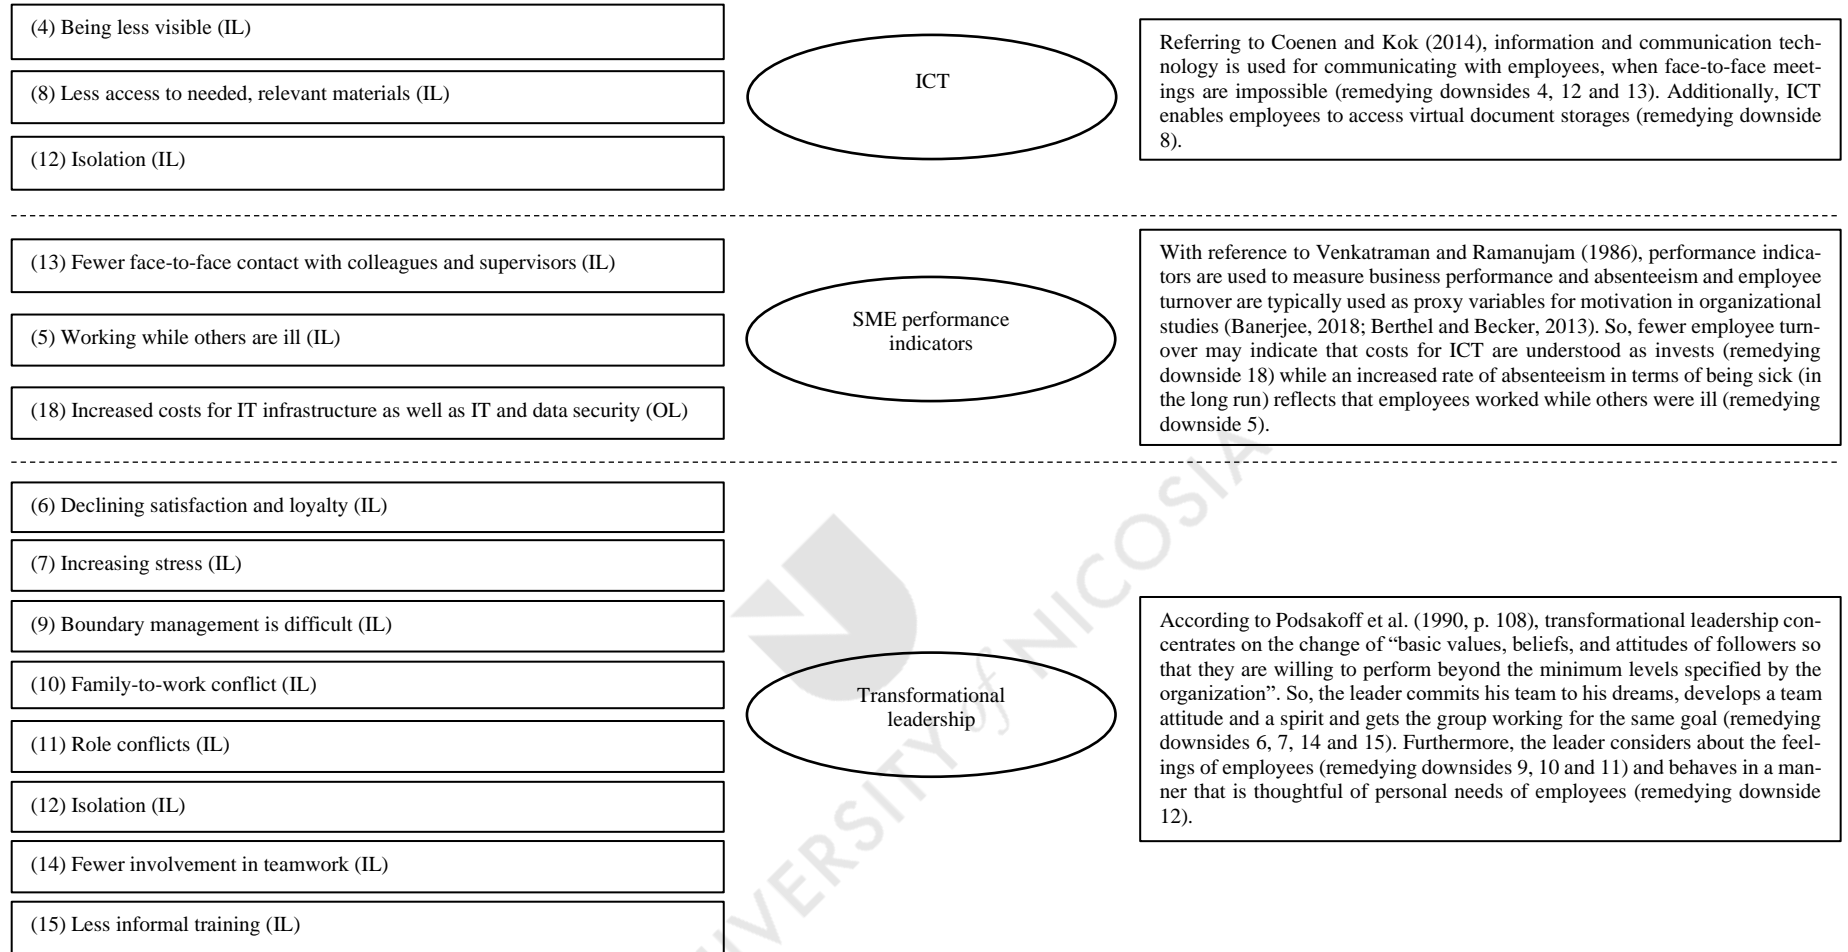 (4) Being less visible (IL)
(8) Less access to needed, relevant materials (IL)
(12) Isolation (IL)
ICT
Referring to Coenen and Kok (2014), information and communication tech-
nology is used for communicating with employees, when face-to-face meet-
ings are impossible (remedying downsides 4, 12 and 13). Additionally, ICT
enables employees to access virtual document storages (remedying downside
8).
(13) Fewer face-to-face contact with colleagues and supervisors (IL)
(5) Working while others are ill (IL)
(18) Increased costs for IT infrastructure as well as IT and data security (OL)
SME performance
indicators
With reference to Venkatraman and Ramanujam (1986), performance indica-
tors are used to measure business performance and absenteeism and employee
turnover are typically used as proxy variables for motivation in organizational
studies (Banerjee, 2018; Berthel and Becker, 2013). So, fewer employee turn-
over may indicate that costs for ICT are understood as invests (remedying
downside 18) while an increased rate of absenteeism in terms of being sick (in
the long run) reflects that employees worked while others were ill (remedying
downside 5).
(6) Declining satisfaction and loyalty (IL)
(7) Increasing stress (IL)
(9) Boundary management is difficult (IL)
(10) Family-to-work conflict (IL)
(11) Role conflicts (IL)
(12) Isolation (IL)
(14) Fewer involvement in teamwork (IL)
(15) Less informal training (IL)
Transformational
leadership
According to Podsakoff et al. (1990, p. 108), transformational leadership con-
centrates on the change of “basic values, beliefs, and attitudes of followers so
that they are willing to perform beyond the minimum levels specified by the
organization”. So, the leader commits his team to his dreams, develops a team
attitude and a spirit and gets the group working for the same goal (remedying
downsides 6, 7, 14 and 15). Furthermore, the leader considers about the feel-
ings of employees (remedying downsides 9, 10 and 11) and behaves in a man-
ner that is thoughtful of personal needs of employees (remedying downside
12).
UNIVERSITY of NICOSIA